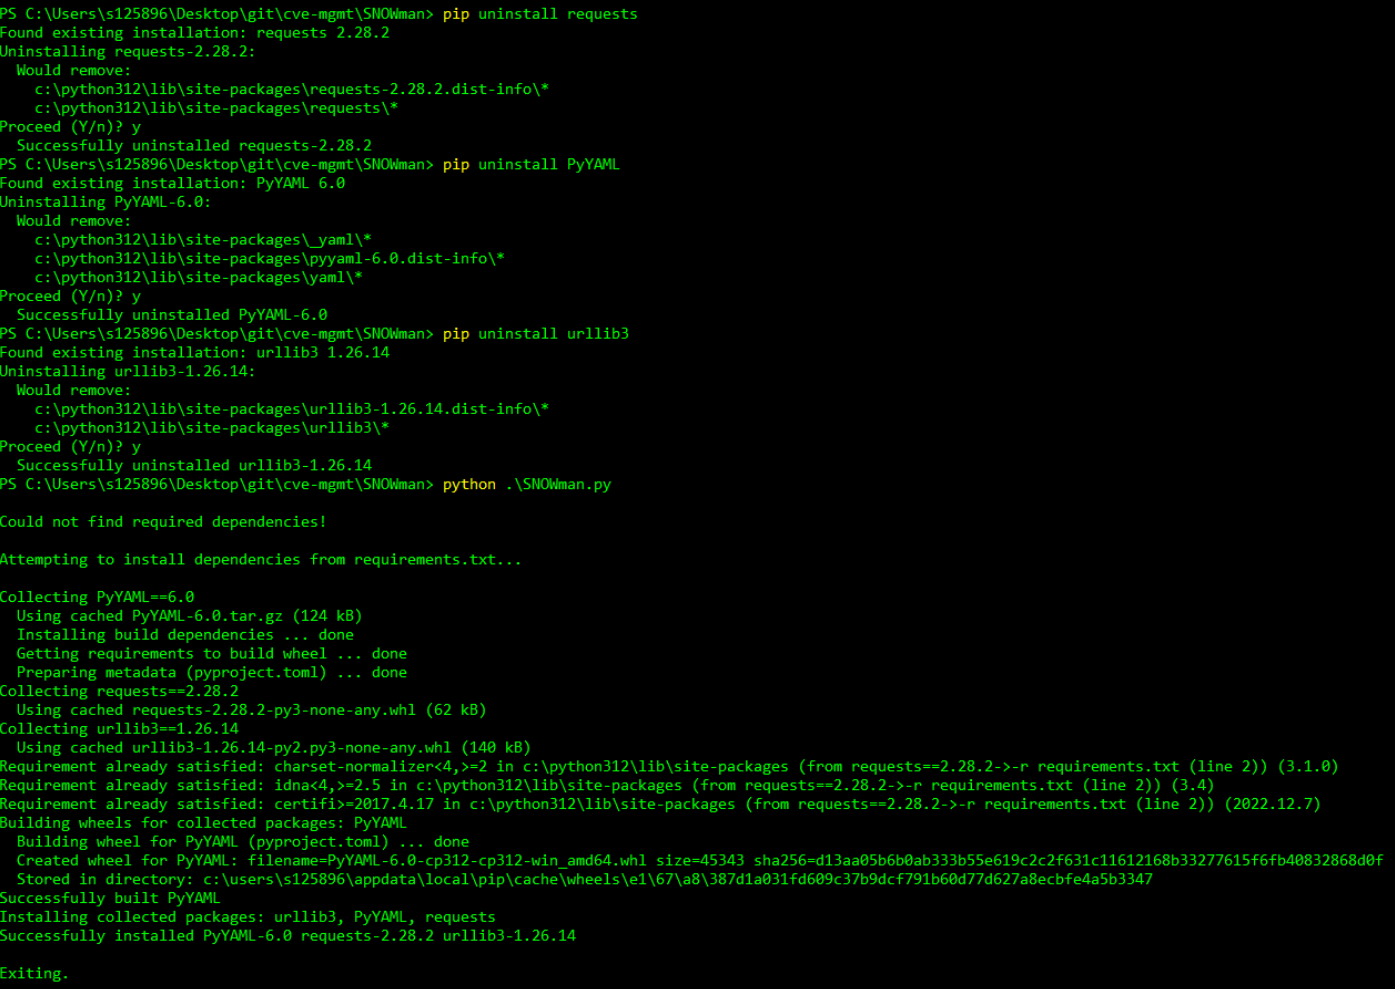 PS C:\Users\s125896\Desktop\git\cve-mgmt\SNOWman> pip uninstall requests
Found existing installation: requests 2.28.2
Uninstalling requests-2.28.2:
  Would remove:
    c:\python312\lib\site-packages\requests-2.28.2.dist-info\*
    c:\python312\lib\site-packages\requests\*
Proceed (Y/n)? y
  Successfully uninstalled requests-2.28.2
PS C:\Users\s125896\Desktop\git\cve-mgmt\SNOWman> pip uninstall PyYAML
Found existing installation: PyYAML 6.0
Uninstalling PyYAML-6.0:
  Would remove:
    c:\python312\lib\site-packages\_yaml\*
    c:\python312\lib\site-packages\pyyaml-6.0.dist-info\*
    c:\python312\lib\site-packages\yaml\*
Proceed (Y/n)? y
  Successfully uninstalled PyYAML-6.0
PS C:\Users\s125896\Desktop\git\cve-mgmt\SNOWman> pip uninstall urllib3
Found existing installation: urllib3 1.26.14
Uninstalling urllib3-1.26.14:
  Would remove:
    c:\python312\lib\site-packages\urllib3-1.26.14.dist-info\*
    c:\python312\lib\site-packages\urllib3\*
Proceed (Y/n)? y
  Successfully uninstalled urllib3-1.26.14
PS C:\Users\s125896\Desktop\git\cve-mgmt\SNOWman> python .\SNOWman.py
Could not find required dependencies!
Attempting to install dependencies from requirements.txt...
Collecting PyYAML==6.0
  Using cached PyYAML-6.0.tar.gz (124 kB)
  Installing build dependencies ... done
  Getting requirements to build wheel ... done
  Preparing metadata (pyproject.toml) ... done
Collecting requests==2.28.2
  Using cached requests-2.28.2-py3-none-any.whl (62 kB)
Collecting urllib3==1.26.14
  Using cached urllib3-1.26.14-py2.py3-none-any.whl (140 kB)
Requirement already satisfied: charset-normalizer<4,>=2 in c:\python312\lib\site-packages (from requests==2.28.2->-r requirements.txt (line 2)) (3.1.0)
Requirement already satisfied: idna<4,>=2.5 in c:\python312\lib\site-packages (from requests==2.28.2->-r requirements.txt (line 2)) (3.4)
Requirement already satisfied: certifi>=2017.4.17 in c:\python312\lib\site-packages (from requests==2.28.2->-r requirements.txt (line 2)) (2022.12.7)
Building wheels for collected packages: PyYAML
  Building wheel for PyYAML (pyproject.toml) ... done
  Created wheel for PyYAML: filename=PyYAML-6.0-cp312-cp312-win_amd64.whl size=45343 sha256=d13aa05b6b0ab333b55e619c2c2f631c11612168b33277615f6fb40832868d0f
  Stored in directory: c:\users\s125896\appdata\local\pip\cache\wheels\e1\67\a8\387d1a031fd609c37b9dcf791b60d77d627a8ecbfe4a5b3347
Successfully built PyYAML
Installing collected packages: urllib3, PyYAML, requests
Successfully installed PyYAML-6.0 requests-2.28.2 urllib3-1.26.14
Exiting.